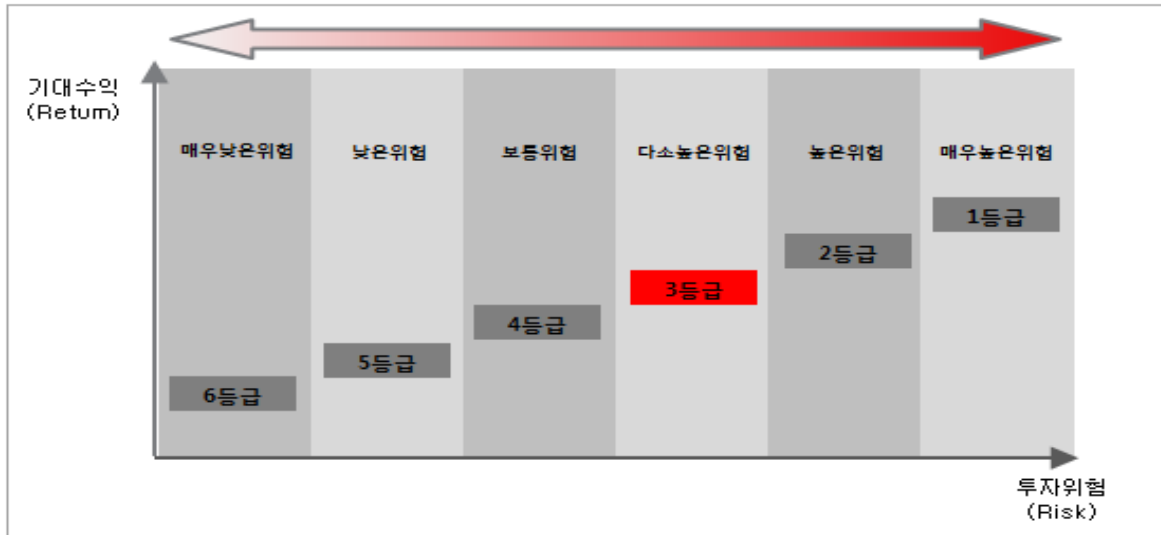 기대수익
(Return)
매우낮은위험 낮은위험 보통위험 다소높은위험 높은위험 매우높은위험
1등급
2등급
3등급
4등급
5등급
6등급
투자위험
(Risk)